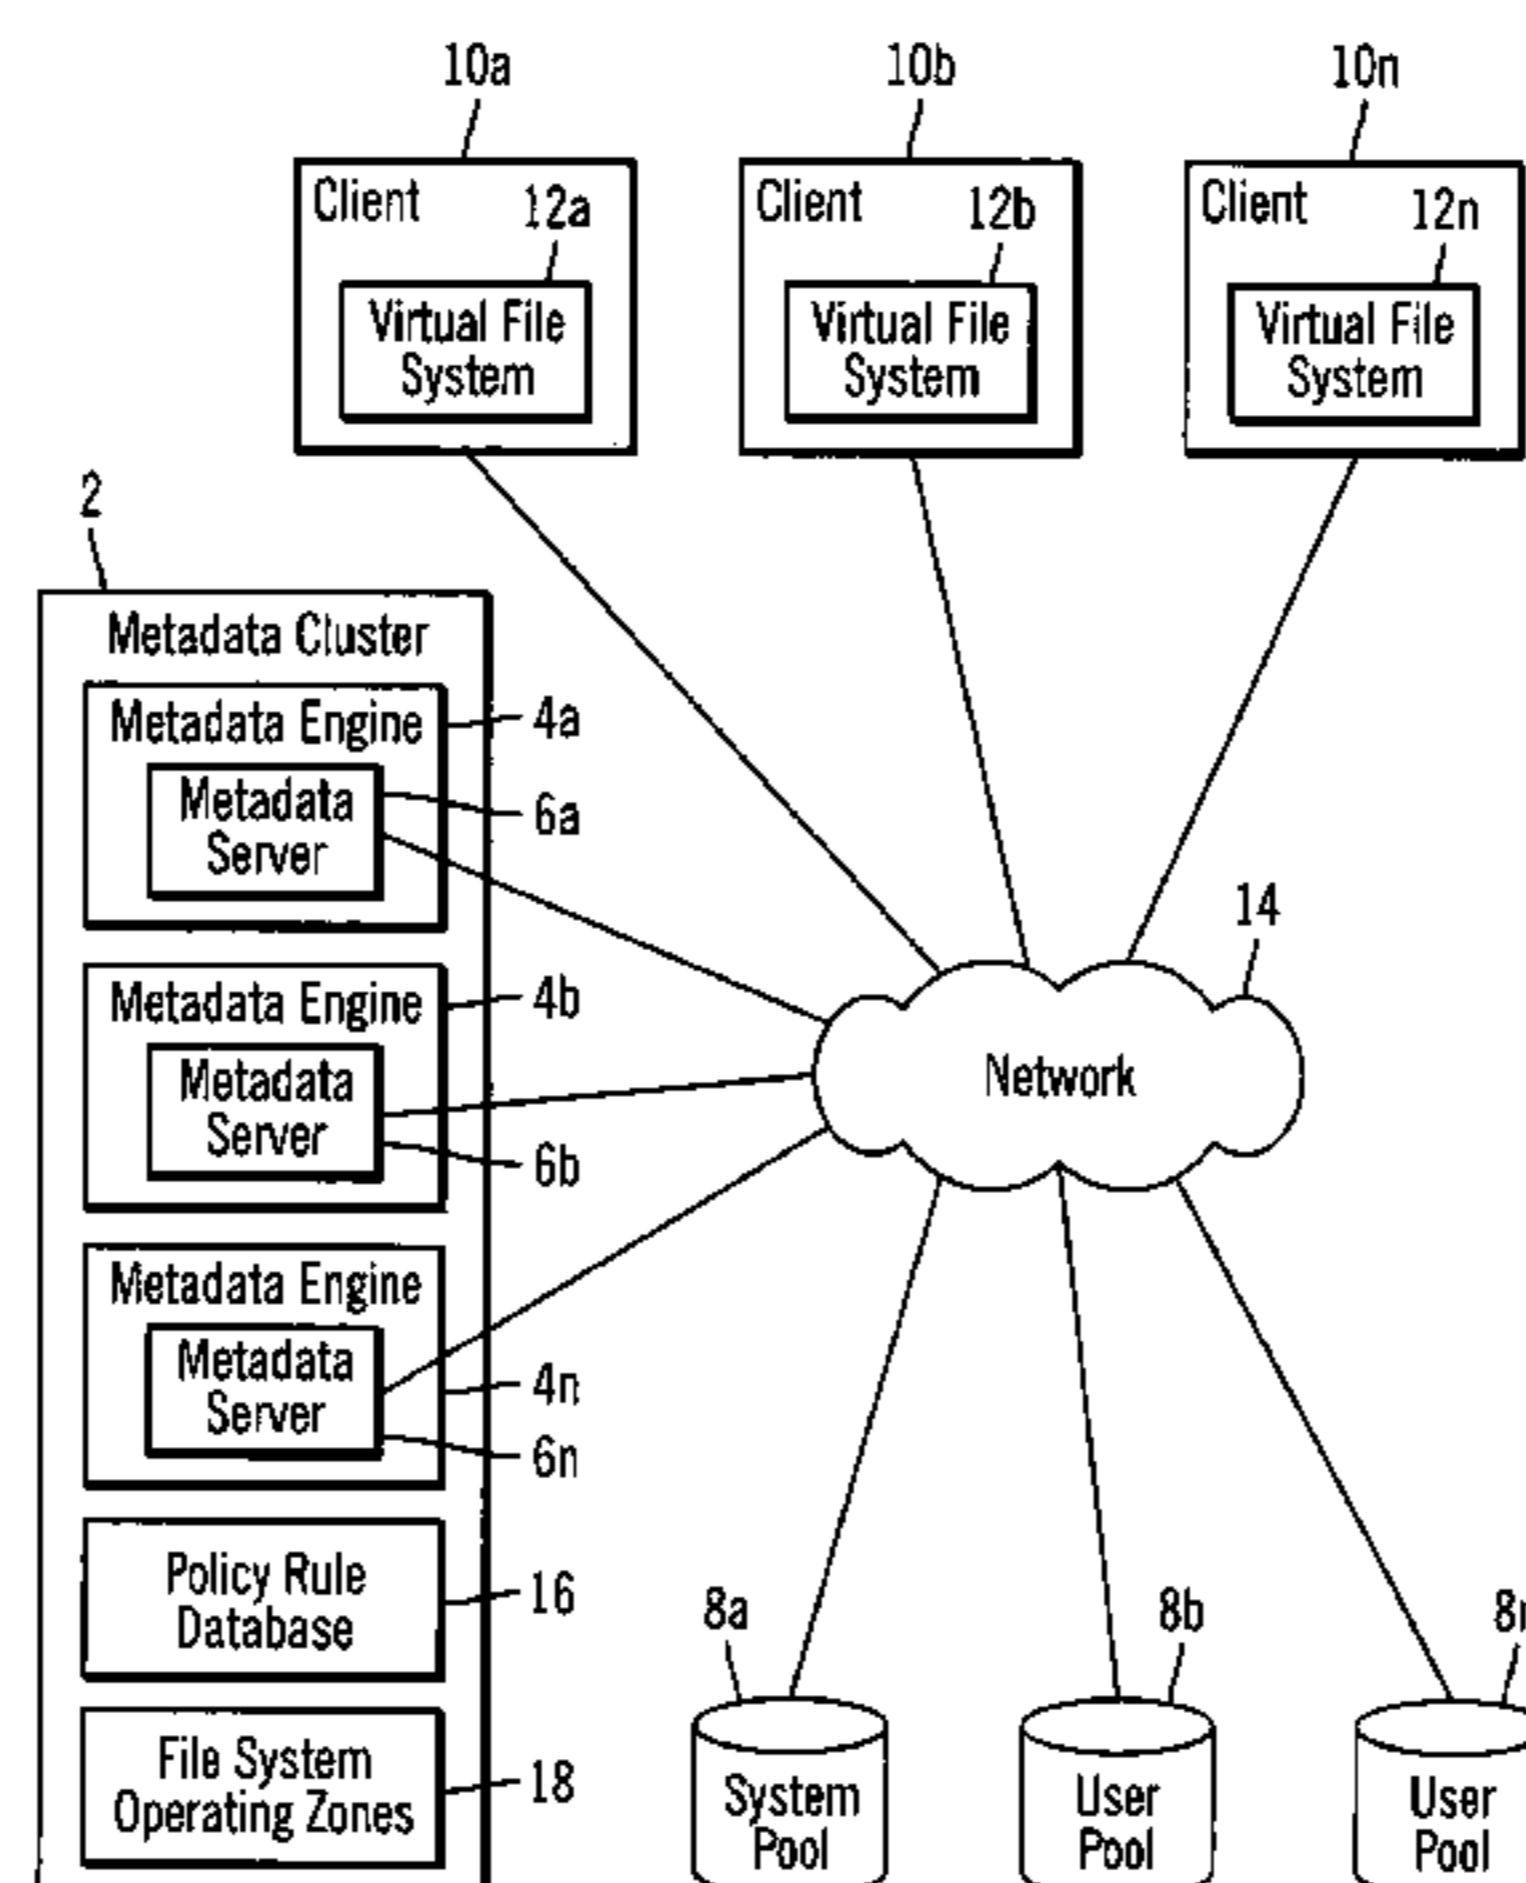 10a 10b 10n
Client 12a Client 12b Client 12n
Virtual File Virtual File Virtual File
System System System
2
Metadata Cluster
Metadata Engine 4a
Metadata 6a
Server
14
Metadata Engine 4b
Metadata Network
Server 6b
Metadata Engine
Metadata 4n
Server 6n
Policy Rule 16
Database
8a 8b
File System 18
Operating Zones
System User User
Pool Pool Pool